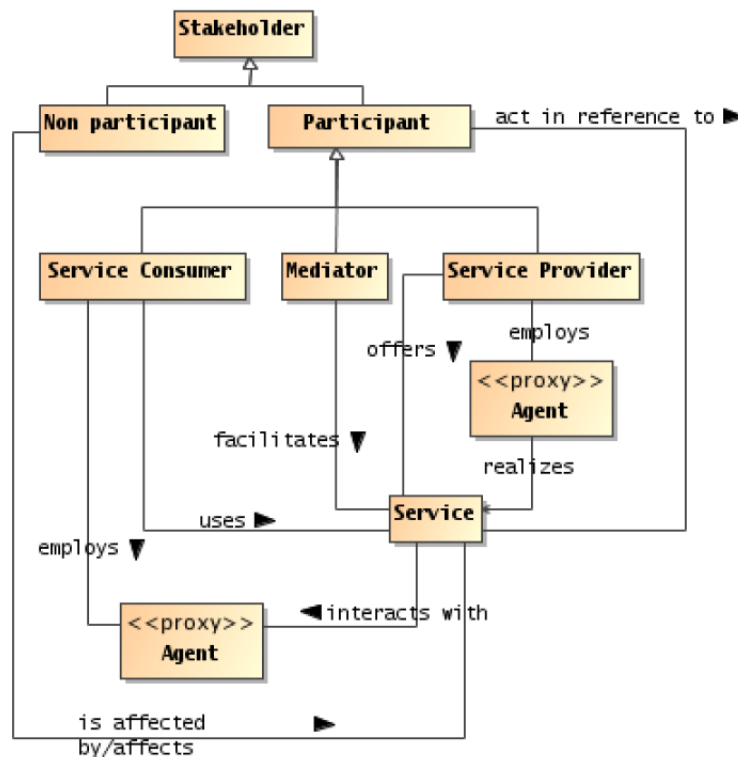 Stakeholder
Non participant
Participant
act in reference to
Service Consumer
Mediator
Service Provider
offers
employs
<<proxy>>
Agent
facilitates
realizes
Service
uses
employs
<<proxy>>
Agent
interacts with
is affected
by/affects